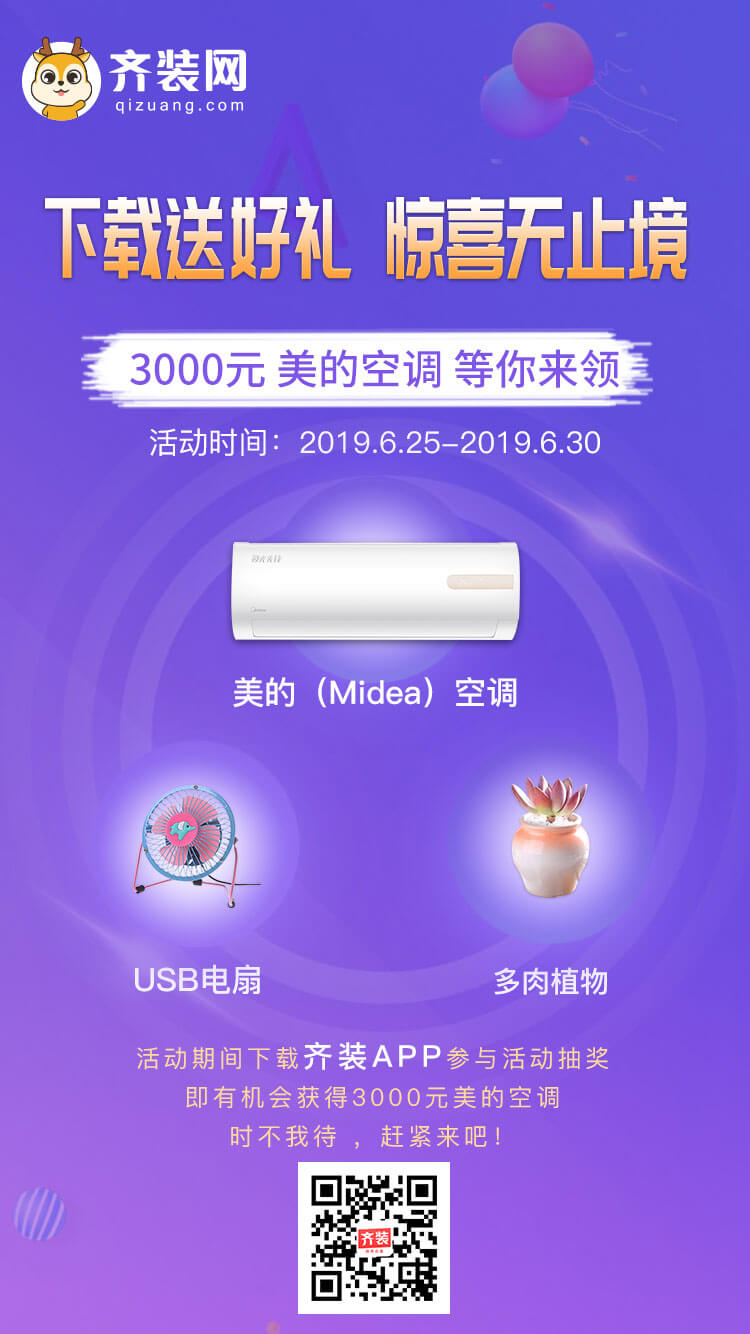 齐装网
qizuang.com
下载送好礼 惊喜无止境
3000元 美的空调 等你来领
活动时间：2019.6.25-2019.6.30
Midea
美的（Midea）空调
USB电扇
多肉植物
活动期间下载齐装APP参与活动抽奖
即有机会获得3000元美的空调
时不我待，赶紧来吧！
齐装